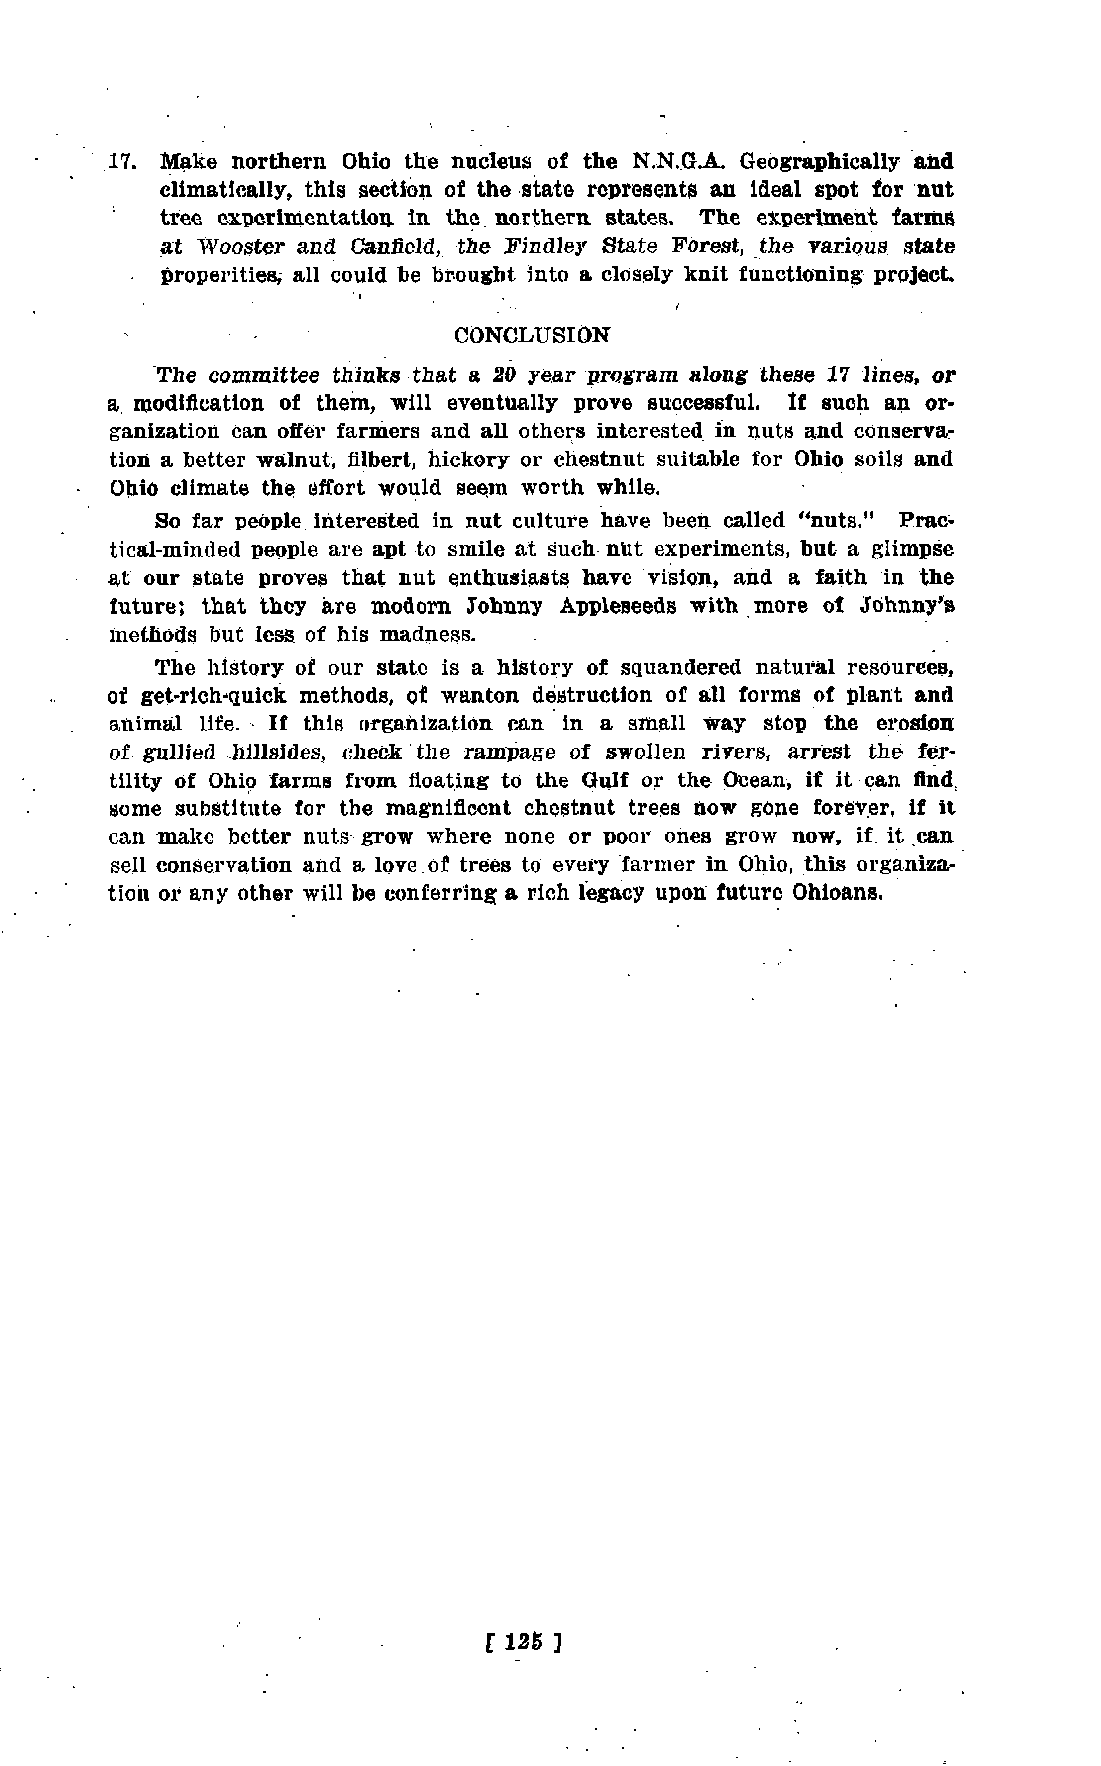 17. Make northern Ohio the nucleus of the N.N.G.A. Geographically and
climatically, this section of the state represents an ideal spot for nut
tree experimentation in the northern states. The experiment farms
at Wooster and Canfield, the Findley State Forest, the various state
properities, all could be brought into a closely knit functioning project.
CONCLUSION
The committee thinks that a 20 year program along these 17 lines, or
a modification of them, will eventually prove successful. If such an or-
ganization can offer farmers and all others interested in nuts and conserva-
tion a better walnut, filbert, hickory or chestnut suitable for Ohio soils and
Ohio climate the effort would seem worth while.
So far people interested in nut culture have been called "nuts." Prac-
tical-minded people are apt to smile at such nut experiments, but a glimpse
at our state proves that nut enthusiasts have vision, and a faith in the
future; that they are modern Johnny Appleseeds with more of Johnny's
methods but less of his madness.
The history of our state is a history of squandered natural resources,
of get-rich-quick methods, of wanton destruction of all forms of plant and
animal life. If this organization can in a small way stop the erosion
of gullied hillsides, check the rampage of swollen rivers, arrest the fer-
tility of Ohio farms from floating to the Gulf or the Ocean, if it can find
some substitute for the magnificent chestnut trees now gone forever, if it
can make better nuts grow where none or poor ones grow now, if it can
sell conservation and a love of trees to every farmer in Ohio, this organiza-
tion or any other will be conferring a rich legacy upon future Ohioans.
[ 125 ]